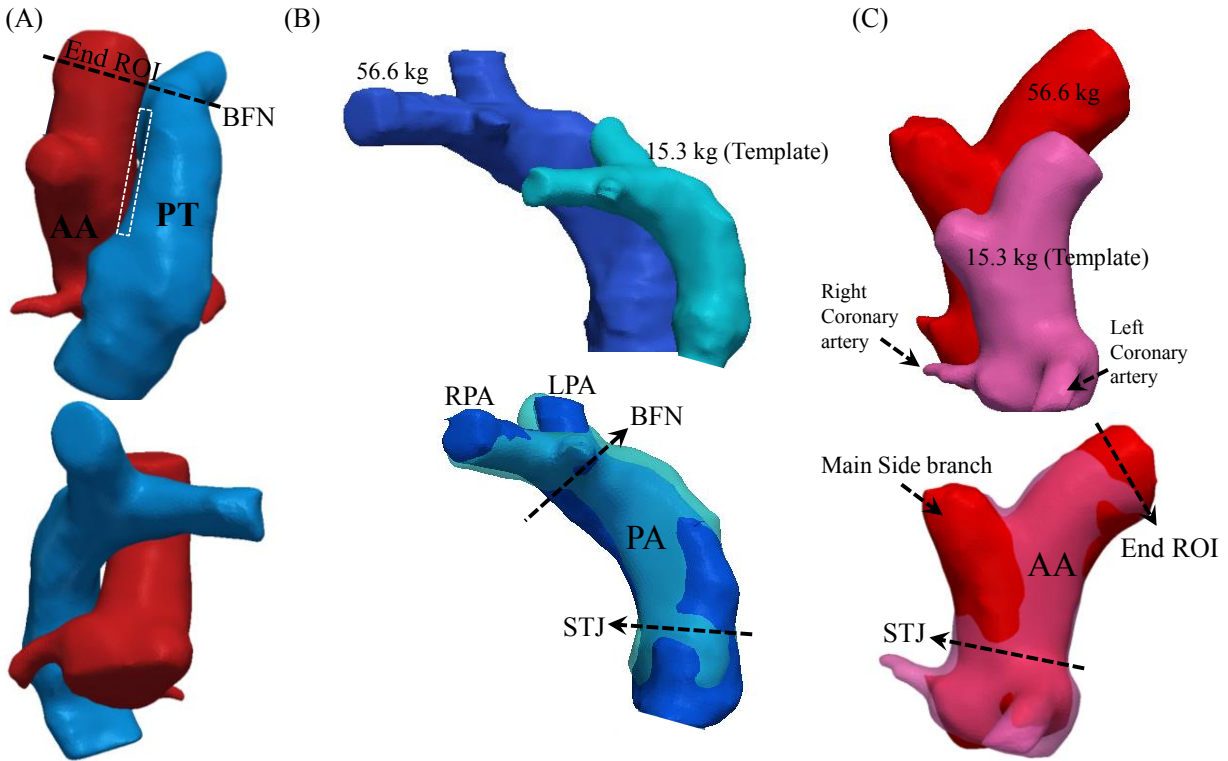 (A)
End ROI
BFN
AA
PT
(B)
56.6 kg
15.3 kg (Template)
RPA
LPA
BFN
PA
STJ
(C)
56.6 kg
15.3 kg (Template)
Right
Coronary
artery
Left
Coronary
artery
Main Side branch
End ROI
AA
STJ